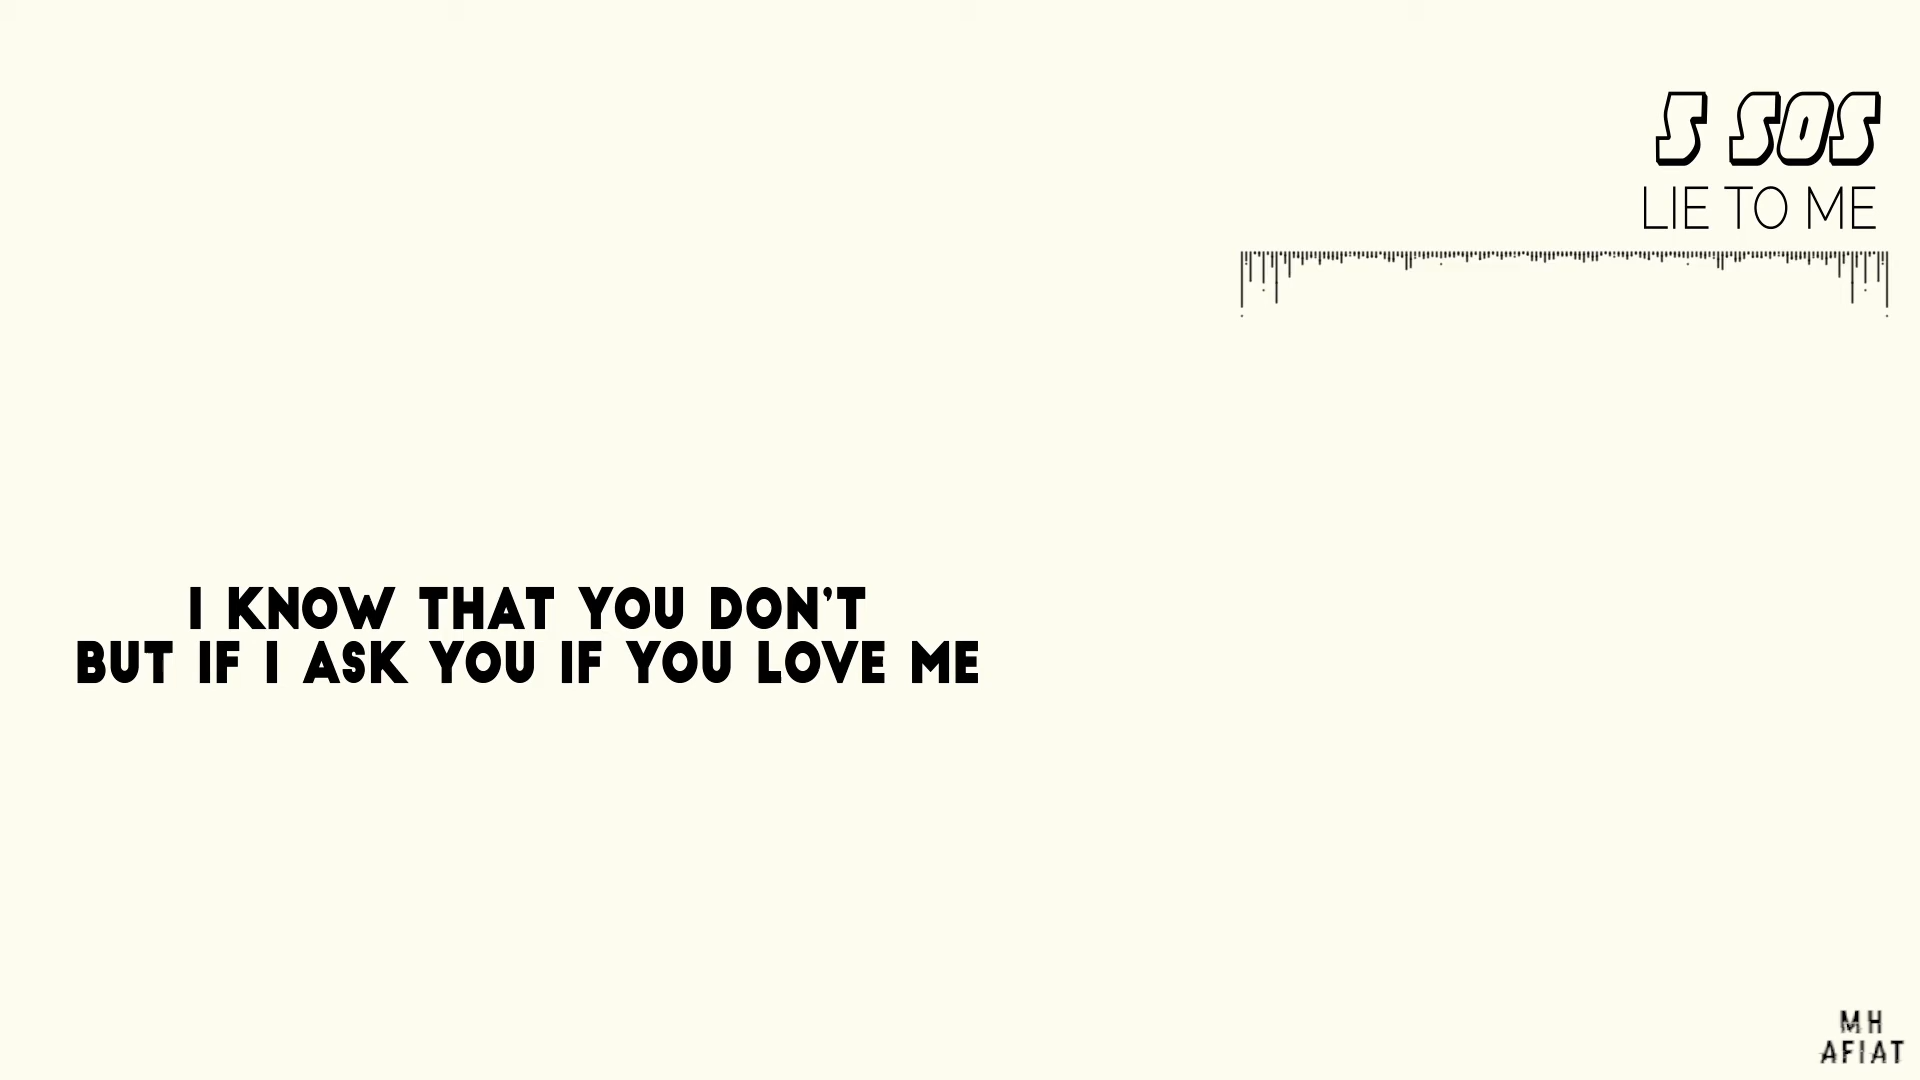 5 SOS
LIE TO ME
I KNOW THAT YOU DON'T
BUT IF I ASK YOU IF YOU LOVE ME
MH
AFIAT